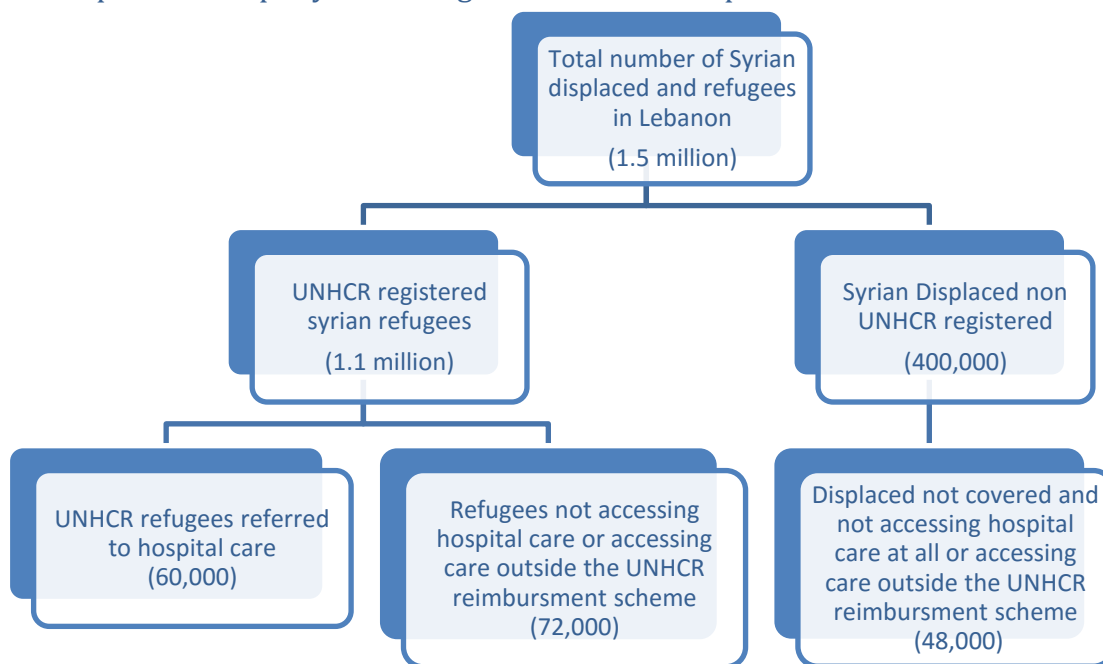 Total number of Syrian
displaced and refugees
in Lebanon
(1.5 million)
UNHCR registered
syrian refugees
(1.1 million)
Syrian Displaced non
UNHCR registered
(400,000)
UNHCR refugees referred
to hospital care
(60,000)
Refugees not accessing
hospital care or accessing
care outside the UNHCR
reimbursment scheme
(72,000)
Displaced not covered and
not accessing hospital
care at all or accessing
care outside the UNHCR
reimbursment scheme
(48,000)